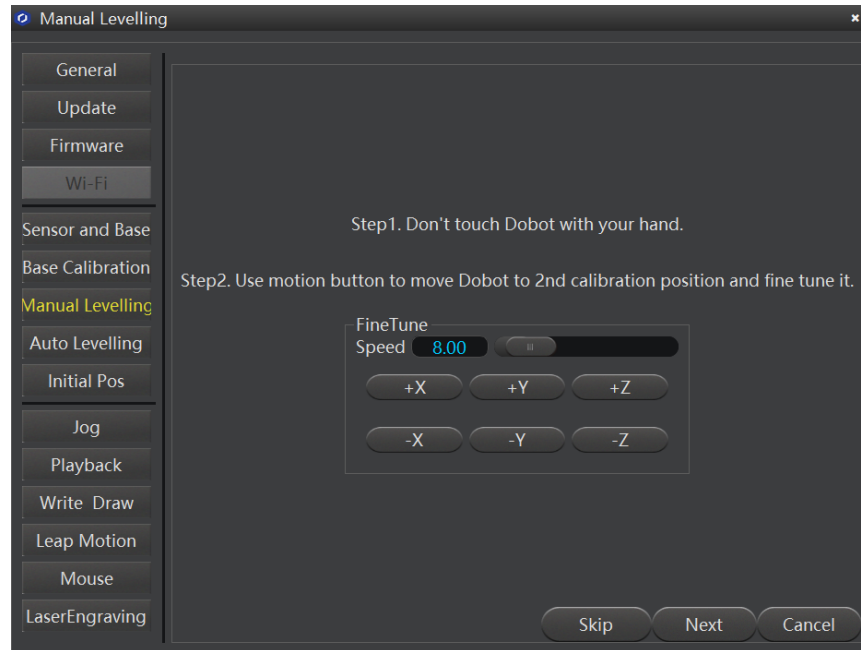 Manual Levelling
General
Update
Firmware
Wi-Fi
Sensor and Base
Base Calibration
Manual Levelling
Auto Levelling
Initial Pos
Jog
Playback
Write Draw
Leap Motion
Mouse
LaserEngraving
Step1. Don't touch Dobot with your hand.
Step2. Use motion button to move Dobot to 2nd calibration position and fine tune it.
FineTune
Speed 8.00
+X +Y +Z
-X -Y -Z
Skip Next Cancel